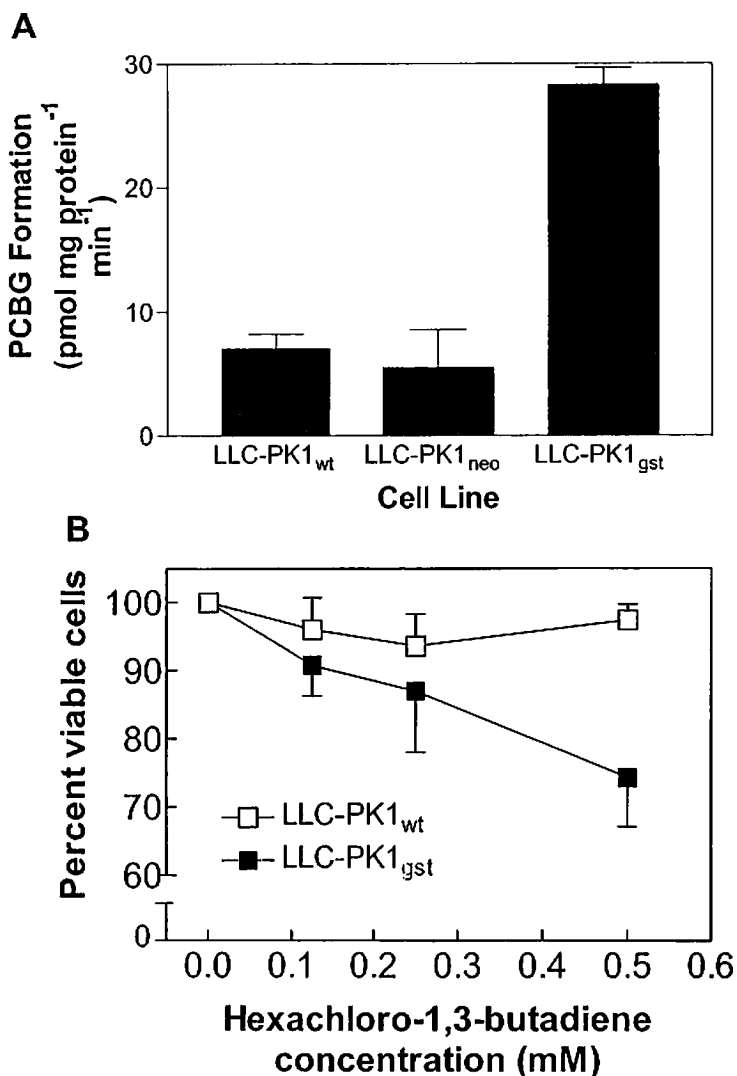 A
PCBG Formation
(pmol mg protein⁻¹
min⁻¹)
30
20
10
0
LLC-PK1wt LLC-PK1neo LLC-PK1gst
Cell Line
B
Percent viable cells
100
90
80
70
60
0
LLC-PK1wt
LLC-PK1gst
0.0 0.1 0.2 0.3 0.4 0.5 0.6
Hexachloro-1,3-butadiene
concentration (mM)